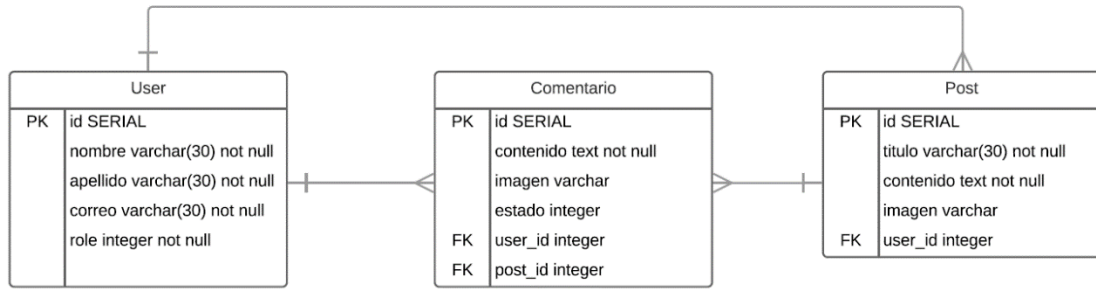 User
PK id SERIAL
nombre varchar(30) not null
apellido varchar(30) not null
correo varchar(30) not null
role integer not null
Comentario
PK id SERIAL
contenido text not null
imagen varchar
estado integer
FK user_id integer
FK post_id integer
Post
PK id SERIAL
titulo varchar(30) not null
contenido text not null
imagen varchar
FK user_id integer